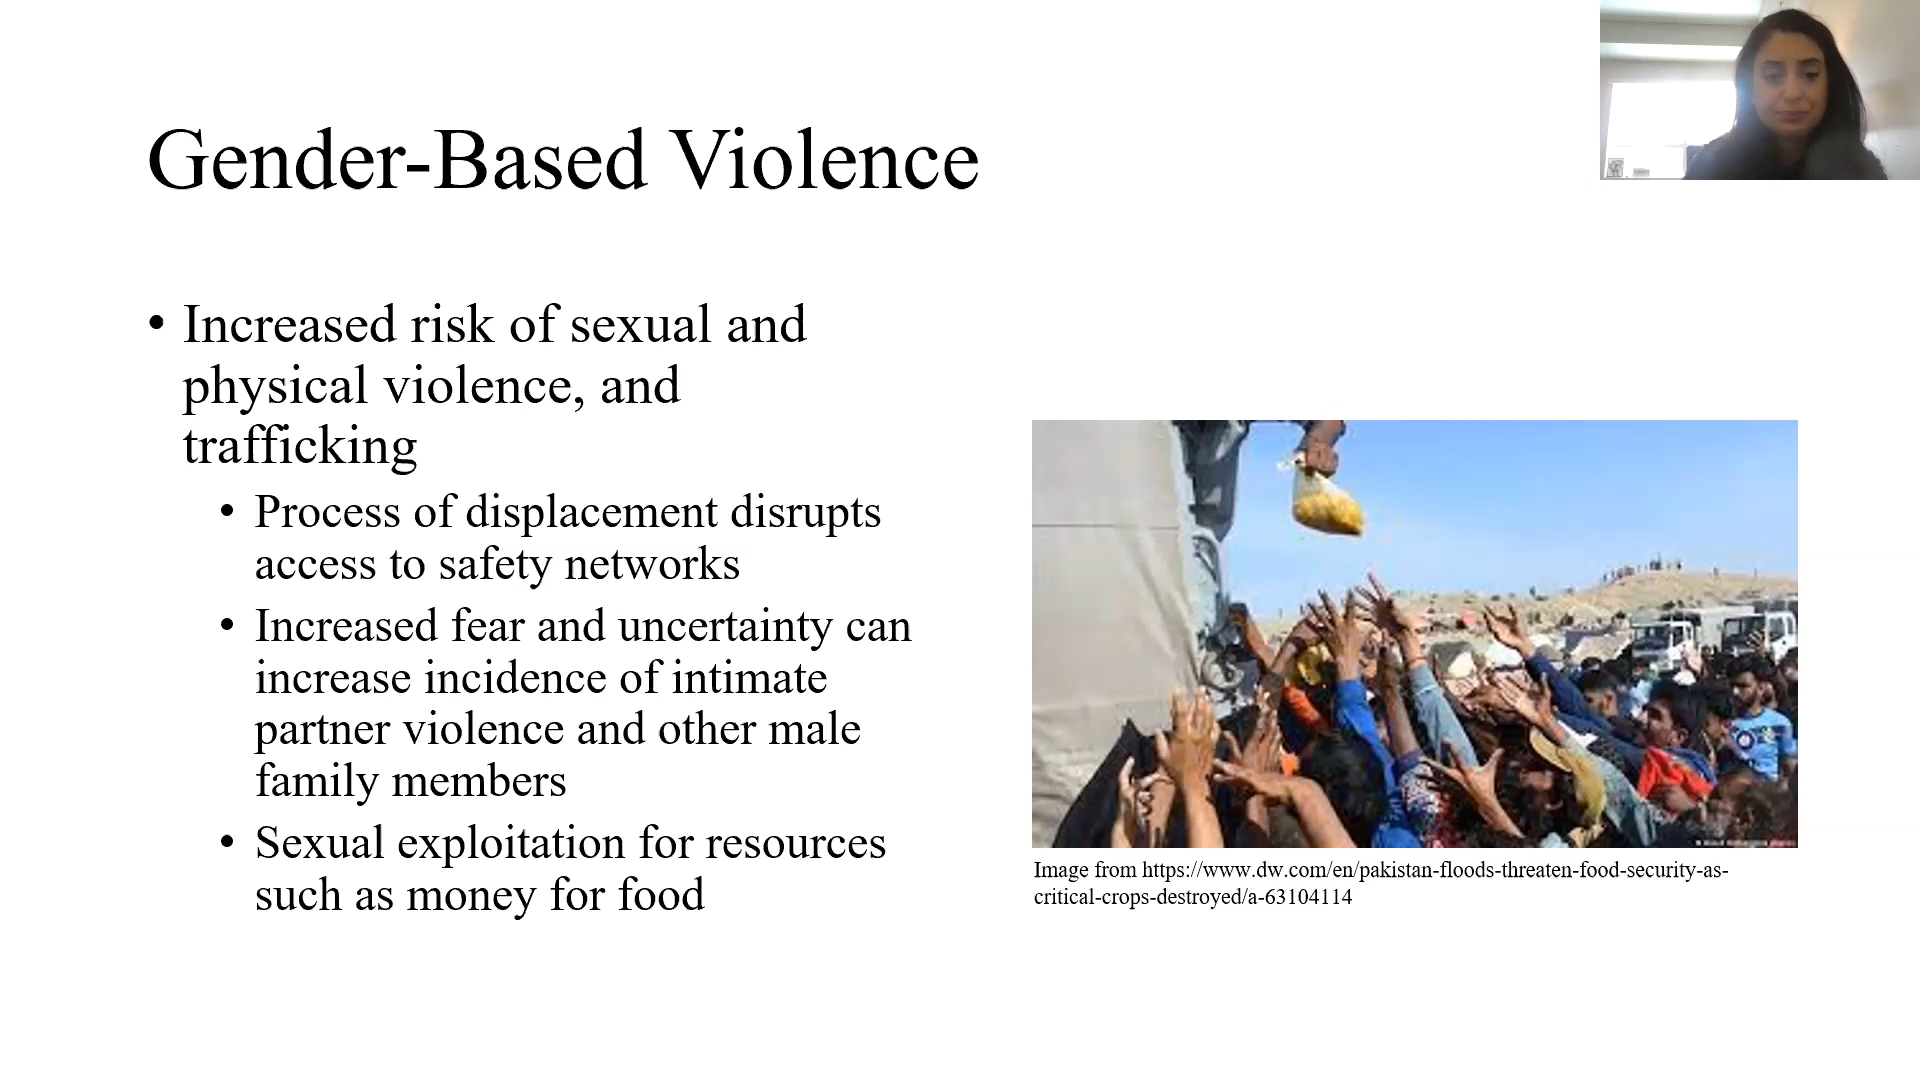 Gender-Based Violence
• Increased risk of sexual and
physical violence, and
trafficking
• Process of displacement disrupts
access to safety networks
• Increased fear and uncertainty can
increase incidence of intimate
partner violence and other male
family members
• Sexual exploitation for resources
such as money for food
Image from https://www.dw.com/en/pakistan-floods-threaten-food-security-as-
critical-crops-destroyed/a-63104114